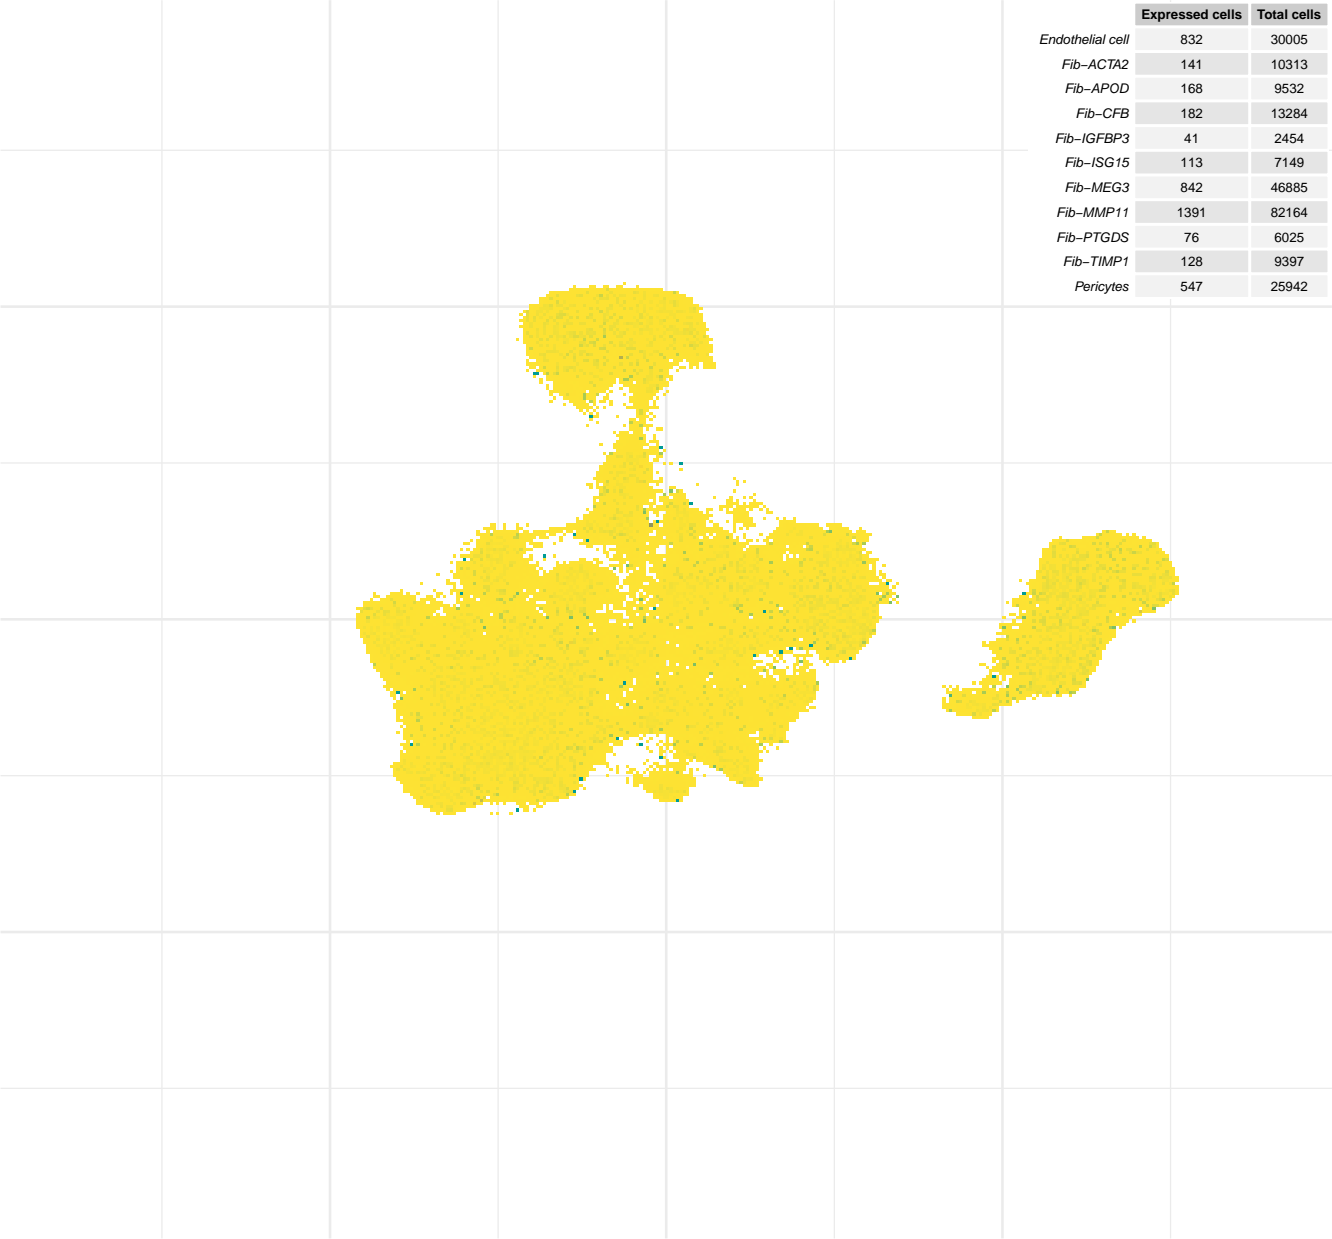 Expressed cells Total cells
Endothelial cell 832 30005
Fib−ACTA2 141 10313
Fib−APOD 168 9532
Fib−CFB 182 13284
Fib−IGFBP3 41 2454
Fib−ISG15 113 7149
Fib−MEG3 842 46885
Fib−MMP11 1391 82164
Fib−PTGDS 76 6025
Fib−TIMP1 128 9397
Pericytes 547 25942